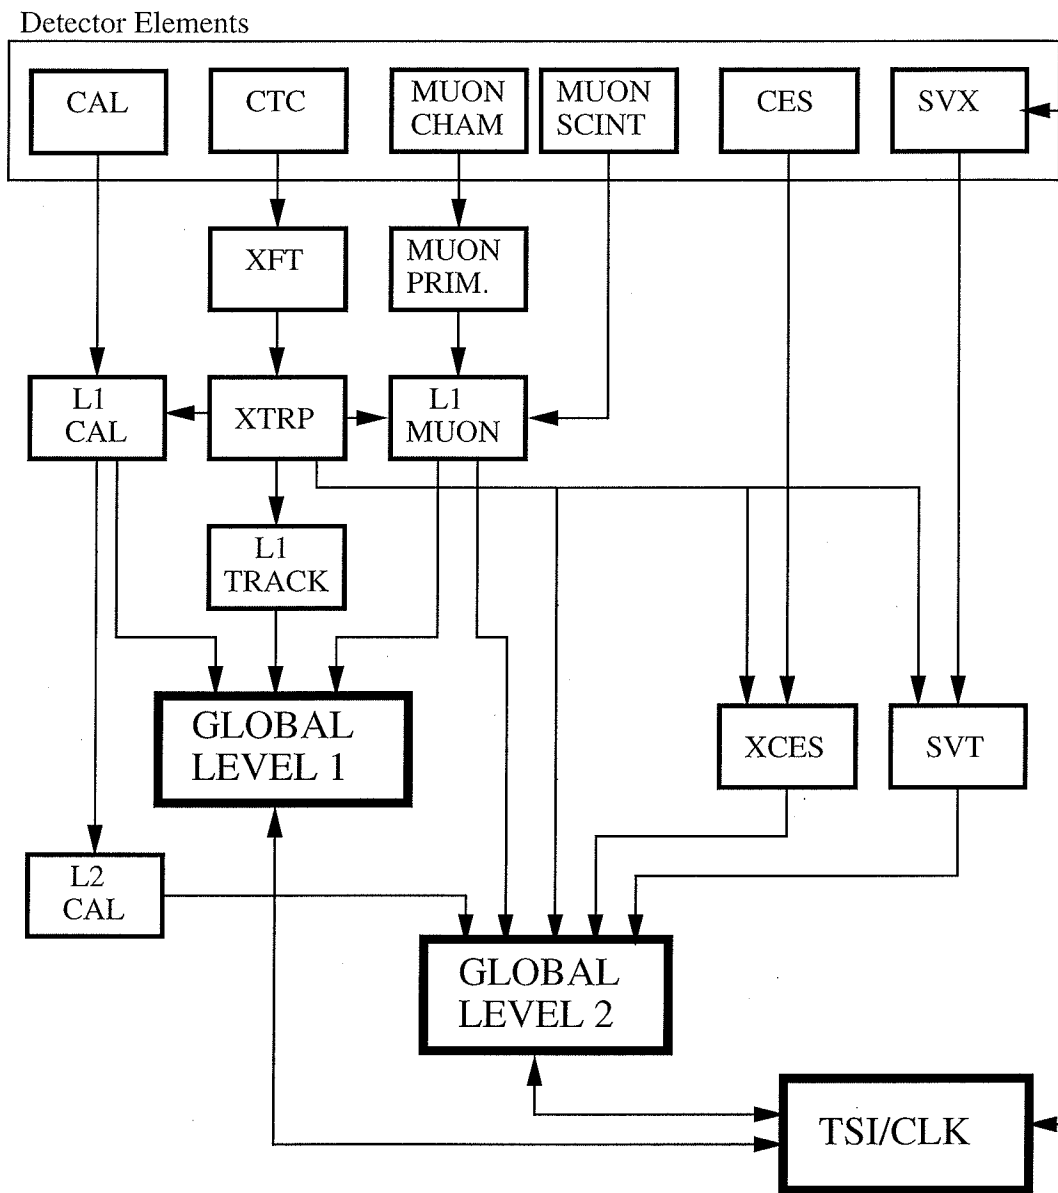 Detector Elements
CAL
CTC
MUON
CHAM
MUON
SCINT
CES
SVX
XFT
MUON
PRIM.
L1
CAL
XTRP
L1
MUON
L1
TRACK
GLOBAL
LEVEL 1
XCES
SVT
L2
CAL
GLOBAL
LEVEL 2
TSI/CLK